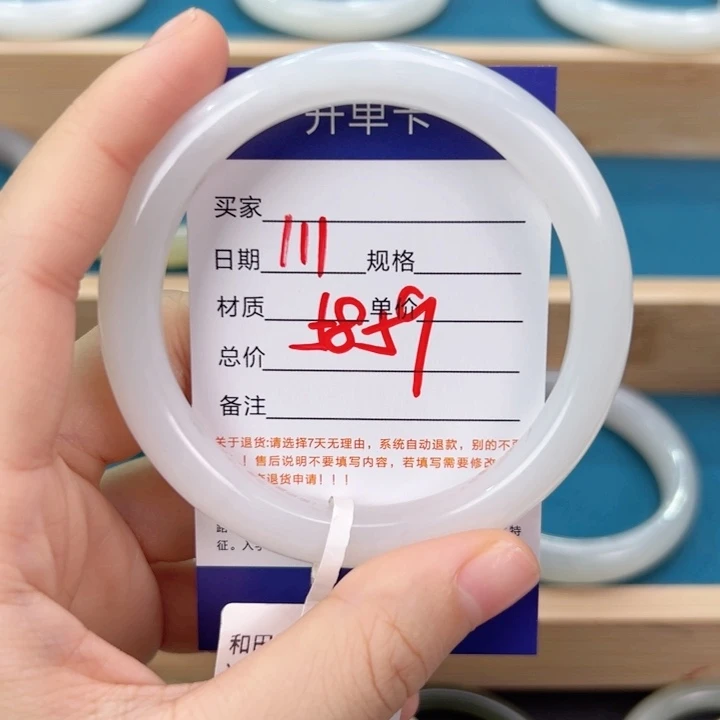 开单卡
买家
日期 111 规格
材质 单价
总价
备注
关于退货:请选择7天无理由，系统自动退款，别的不
！售后说明不要填写内容，若填写需要修改
退货申请！！！
特
征。
和田